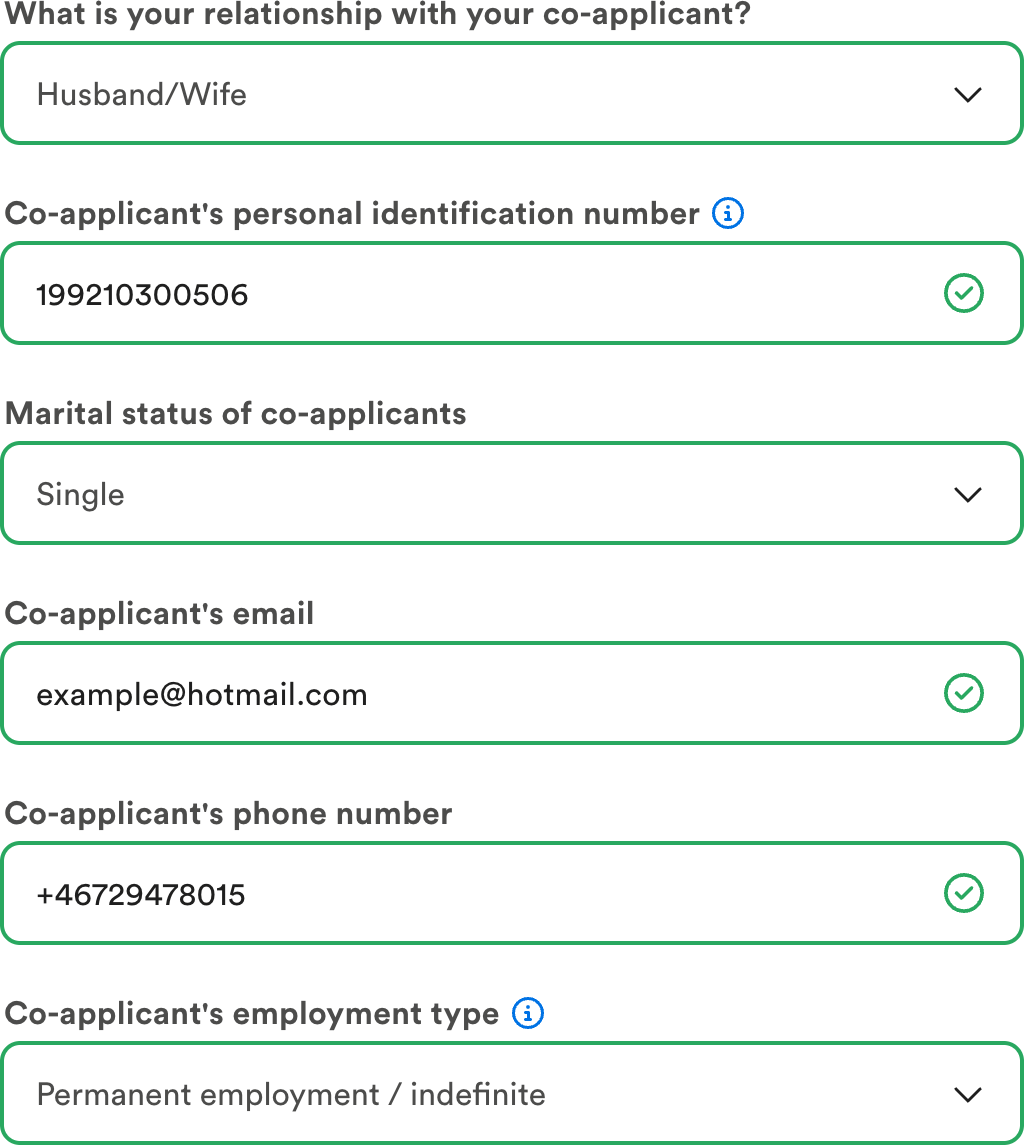 What is your relationship with your co-applicant?
Husband/Wife
Co-applicant's personal identification number
199210300506
Marital status of co-applicants
Single
Co-applicant's email
example@hotmail.com
Co-applicant's phone number
+46729478015
Co-applicant's employment type
Permanent employment / indefinite